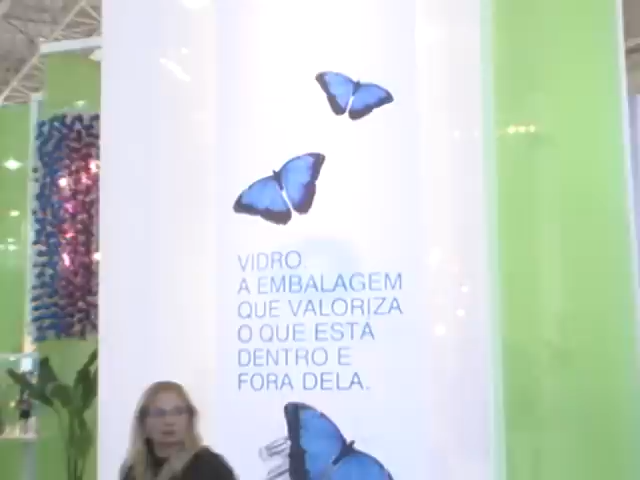 VIDRO
A EMBALAGEM
QUE VALORIZA
O QUE ESTA
DENTRO E
FORA DELA.